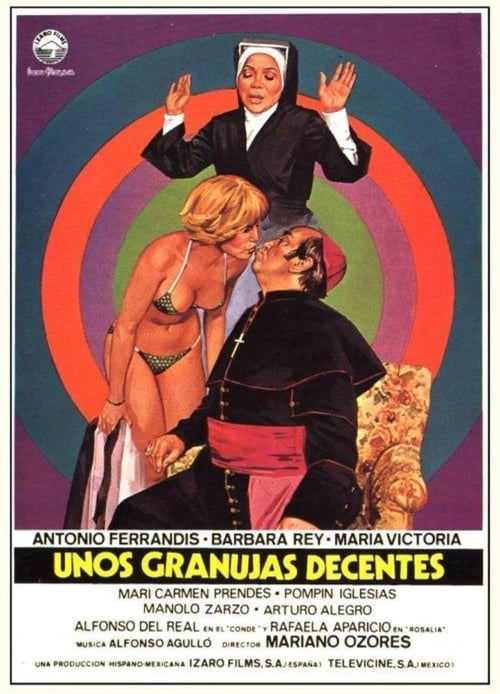 IZARO FILMS
ANTONIO FERRANDIS · BARBARA REY · MARIA VICTORIA
UNOS GRANUJAS DECENTES
MARI CARMEN PRENDES · POMPIN IGLESIAS
MANOLO ZARZO · ARTURO ALEGRO
ALFONSO DEL REAL EN EL "CONDE" Y RAFAELA APARICIO EN "ROSALIA"
MUSICA ALFONSO AGULLÓ DIRECTOR MARIANO OZORES
UNA PRODUCCION HISPANO-MEXICANA IZARO FILMS, S.A. (ESPAÑA) TELEVICINE, S.A. (MEXICO)